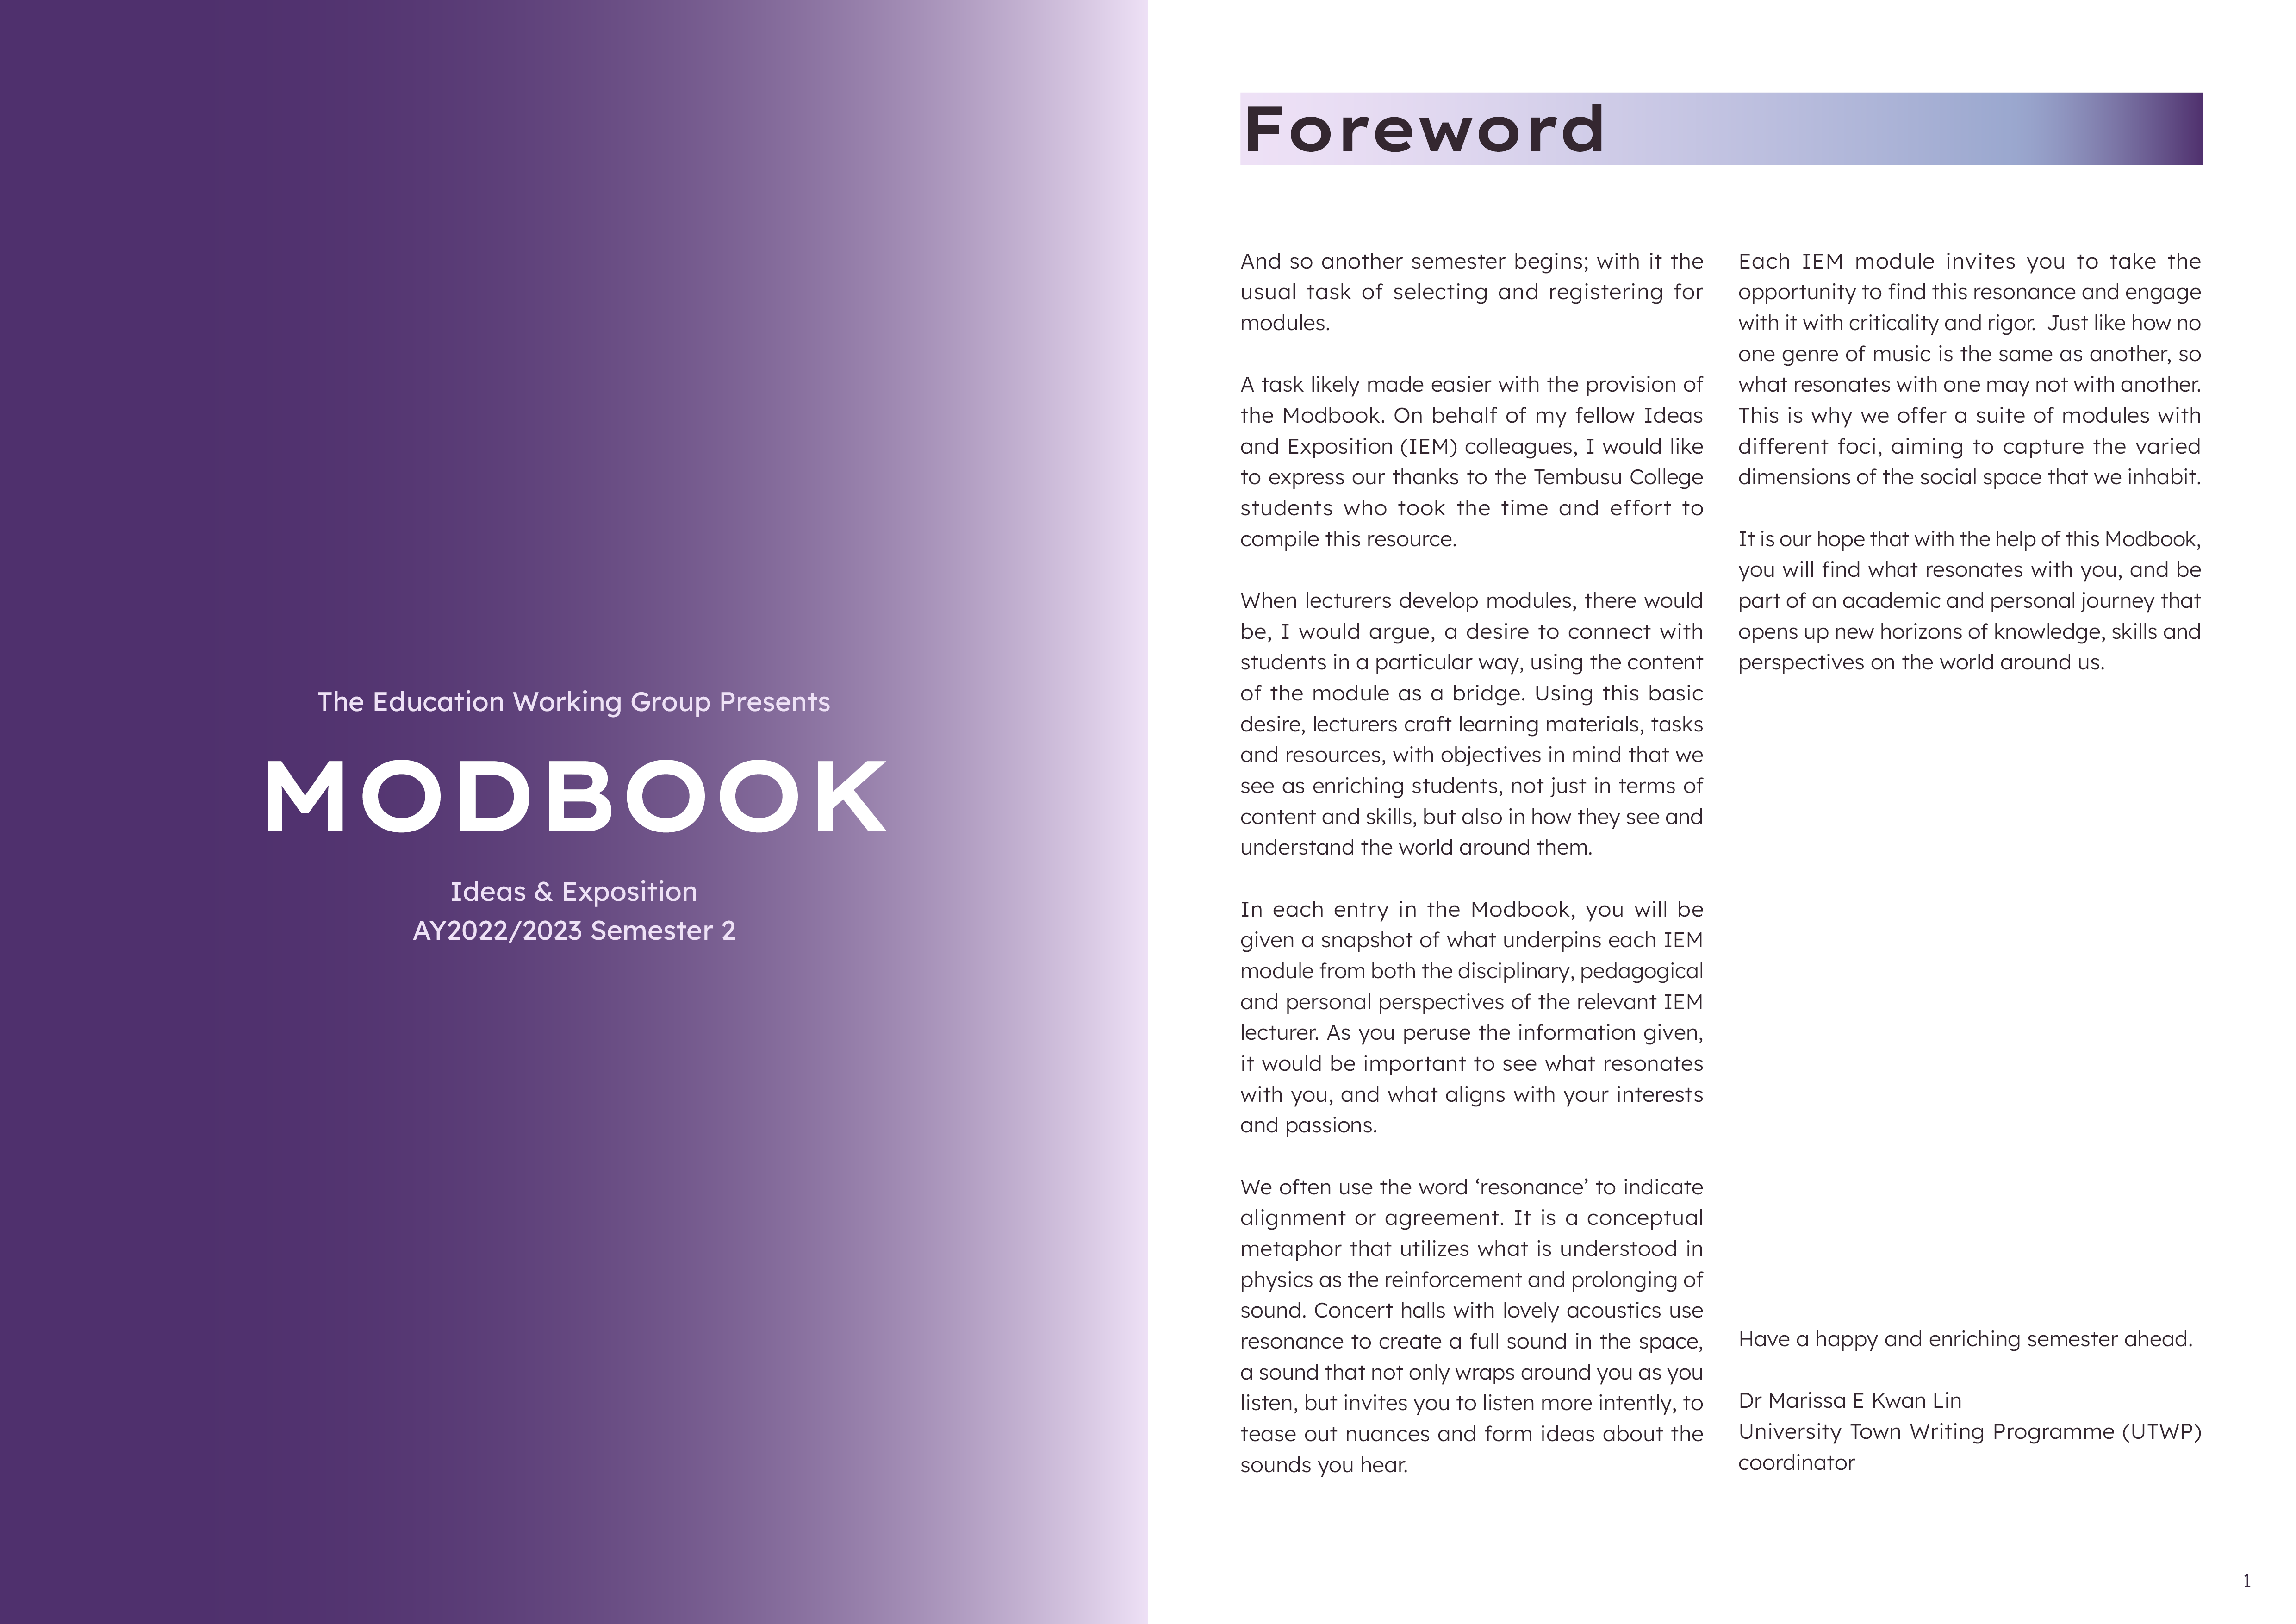 The Education Working Group Presents
MODBOOK
Ideas & Exposition
AY2022/2023 Semester 2
Foreword
And so another semester begins; with it the
usual task of selecting and registering for
modules.
A task likely made easier with the provision of
the Modbook. On behalf of my fellow Ideas
and Exposition (IEM) colleagues, I would like
to express our thanks to the Tembusu College
students who took the time and effort to
compile this resource.
When lecturers develop modules, there would
be, I would argue, a desire to connect with
students in a particular way, using the content
of the module as a bridge. Using this basic
desire, lecturers craft learning materials, tasks
and resources, with objectives in mind that we
see as enriching students, not just in terms of
content and skills, but also in how they see and
understand the world around them.
In each entry in the Modbook, you will be
given a snapshot of what underpins each IEM
module from both the disciplinary, pedagogical
and personal perspectives of the relevant IEM
lecturer. As you peruse the information given,
it would be important to see what resonates
with you, and what aligns with your interests
and passions.
We often use the word ‘resonance’ to indicate
alignment or agreement. It is a conceptual
metaphor that utilizes what is understood in
physics as the reinforcement and prolonging of
sound. Concert halls with lovely acoustics use
resonance to create a full sound in the space,
a sound that not only wraps around you as you
listen, but invites you to listen more intently, to
tease out nuances and form ideas about the
sounds you hear.
Each IEM module invites you to take the
opportunity to find this resonance and engage
with it with criticality and rigor.  Just like how no
one genre of music is the same as another, so
what resonates with one may not with another.
This is why we offer a suite of modules with
different foci, aiming to capture the varied
dimensions of the social space that we inhabit.
It is our hope that with the help of this Modbook,
you will find what resonates with you, and be
part of an academic and personal journey that
opens up new horizons of knowledge, skills and
perspectives on the world around us.
Have a happy and enriching semester ahead.
Dr Marissa E Kwan Lin
University Town Writing Programme (UTWP)
coordinator
1